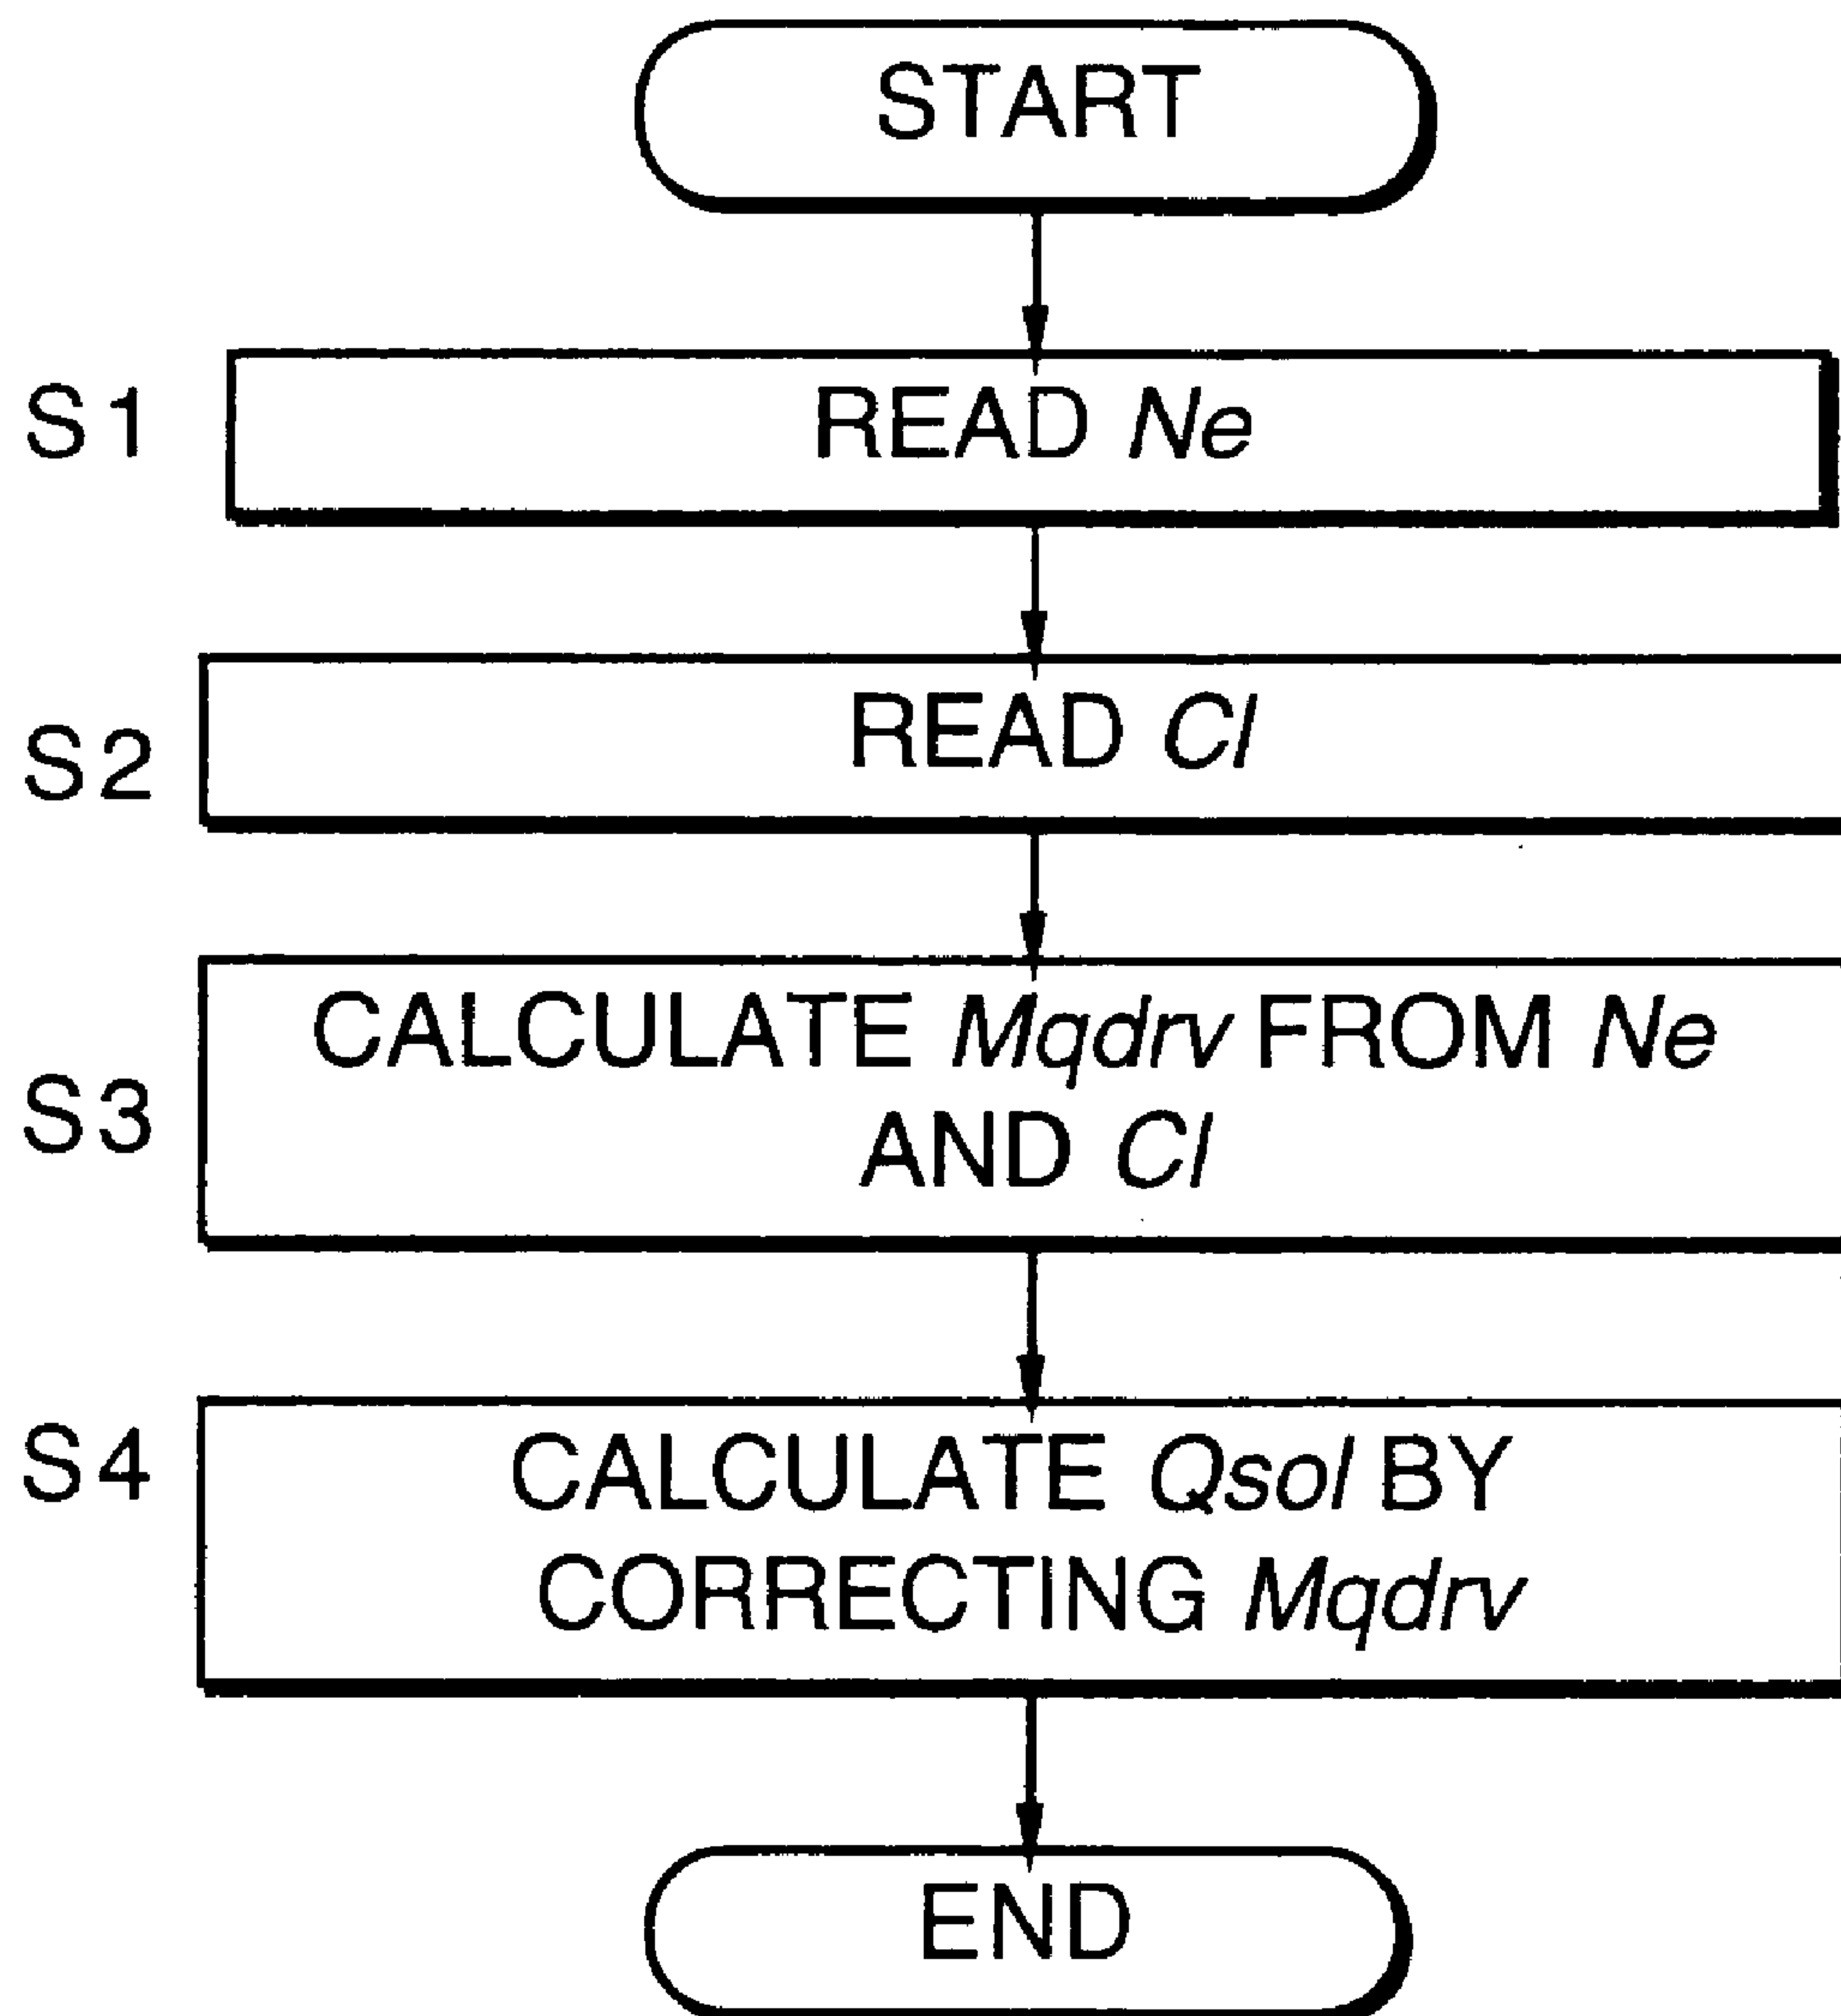 START
S1
READ Ne
S2
READ Cl
S3
CALCULATE Mqdrv FROM Ne
AND Cl
S4
CALCULATE Qsol BY
CORRECTING Mqdrv
END